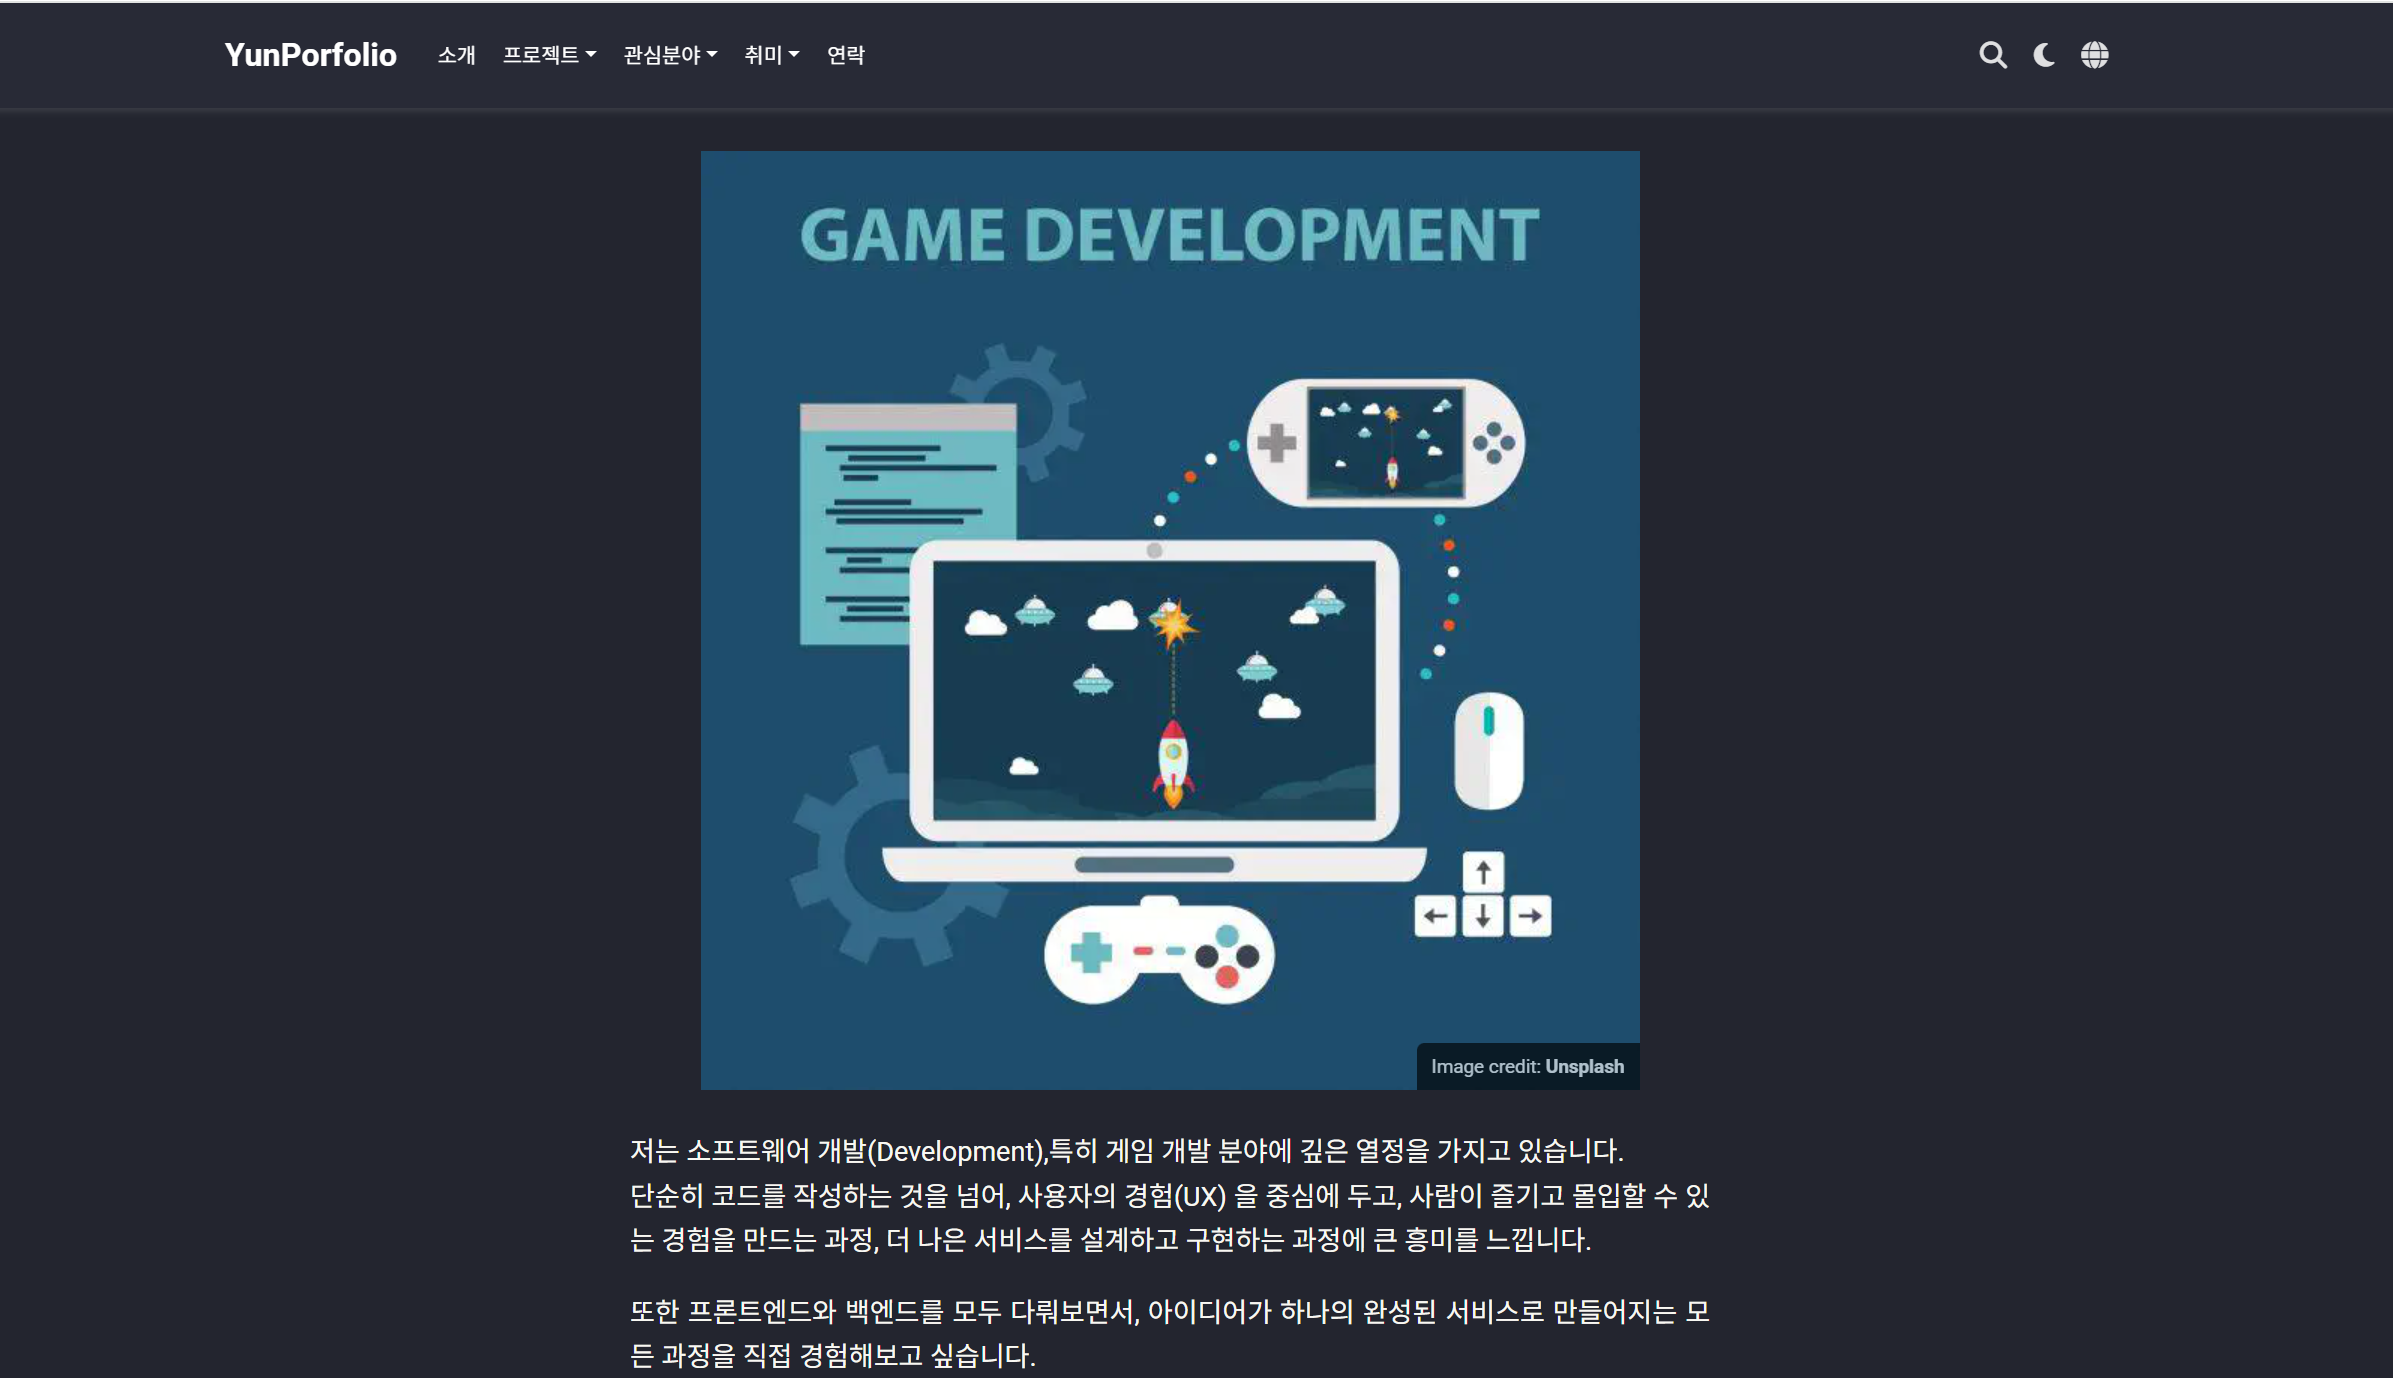 YunPorfolio 소개 프로젝트 관심분야 취미 연락
GAME DEVELOPMENT
Image credit: Unsplash
저는 소프트웨어 개발(Development),특히 게임 개발 분야에 깊은 열정을 가지고 있습니다.
단순히 코드를 작성하는 것을 넘어, 사용자의 경험(UX) 을 중심에 두고, 사람이 즐기고 몰입할 수 있
는 경험을 만드는 과정, 더 나은 서비스를 설계하고 구현하는 과정에 큰 흥미를 느낍니다.
또한 프론트엔드와 백엔드를 모두 다뤄보면서, 아이디어가 하나의 완성된 서비스로 만들어지는 모
든 과정을 직접 경험해보고 싶습니다.